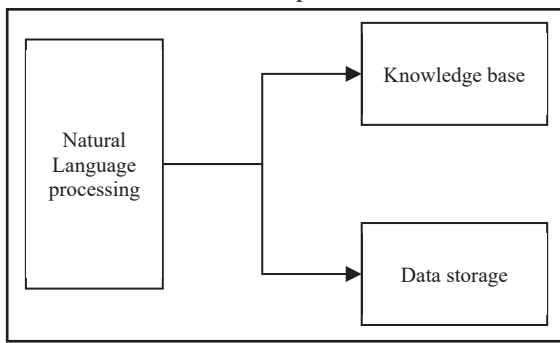 Knowledge base
Natural
Language
processing
Data storage